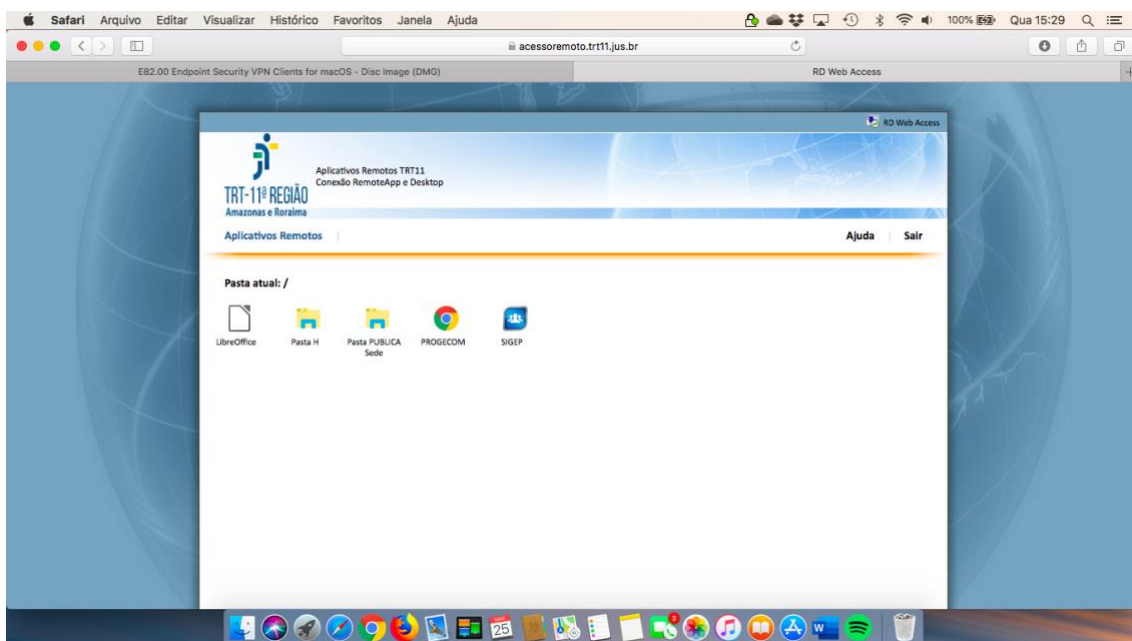 Safari Arquivo Editar Visualizar Histórico Favoritos Janela Ajuda 100% Qua 15:29
acessoremoto.trt11.jus.br
E82.00 Endpoint Security VPN Clients for macOS - Disc Image (DMG) RD Web Access
RD Web Access
Aplicativos Remotos TRT11
Conexão RemoteApp e Desktop
TRT-11ª REGIÃO
Amazonas e Roraima
Aplicativos Remotos Ajuda Sair
Pasta atual: /
LibreOffice Pasta H Pasta PUBLICA PROGECOM SIGEP
Sede
25 3 W